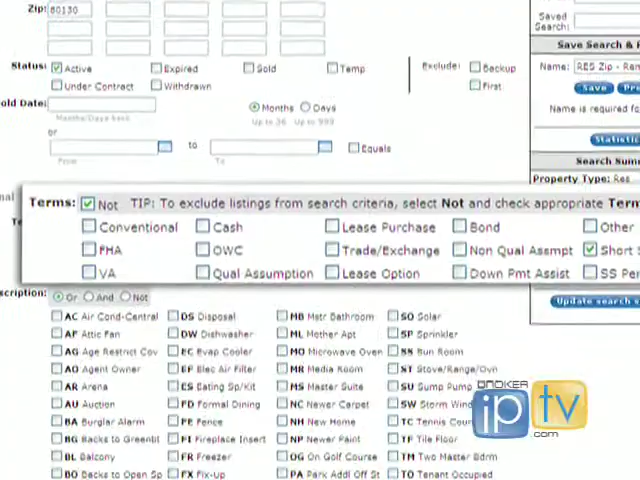 Zip: 80130
Saved Search:
Save Search & R
Status: Active Expired Sold Temp Exclude: Backup
Name: RES Zip - Ran
Under Contract Withdrawn First
Save Pre
old Date: Months Days
Name is required fo
Months/Days back Up to 36 Up to 999
or
Statistic
to Equals
From To
Search Summ
Property Type: Res
Terms: Not TIP: To exclude listings from search criteria, select Not and check appropriate Term
Conventional Cash Lease Purchase Bond Other
FHA OWC Trade/Exchange Non Qual Assmpt Short S
VA Qual Assumption Lease Option Down Pmt Assist SS Per
scription: Or And Not
Update search s
AC Air Cond-Central DS Disposal MB Mstr Bathroom SO Solar
AF Attic Fan DW Dishwasher ML Mother Apt SP Sprinkler
AG Age Restrict Cov EC Evap Cooler MO Microwave Oven SS Sun Room
AO Agent Owner EF Elec Air Filter MR Media Room ST Stove/Range/Ovn
AR Arena ES Eating Sp/Kit MS Master Suite SU Sump Pump
AU Auction FD Formal Dining NC Newer Carpet SW Storm Wind
BA Burglar Alarm FE Fence NH New Home TC Tennis Cour
BG Backs to Greenblt FI Fireplace Insert NP Newer Paint TF Tile Floor
BL Balcony FR Freezer OG On Golf Course TM Two Master Bdrm
BO Backs to Open Sp FX Fix-up PA Park Addl Off St TO Tenant Occupied
BROKER
ip tv
.com